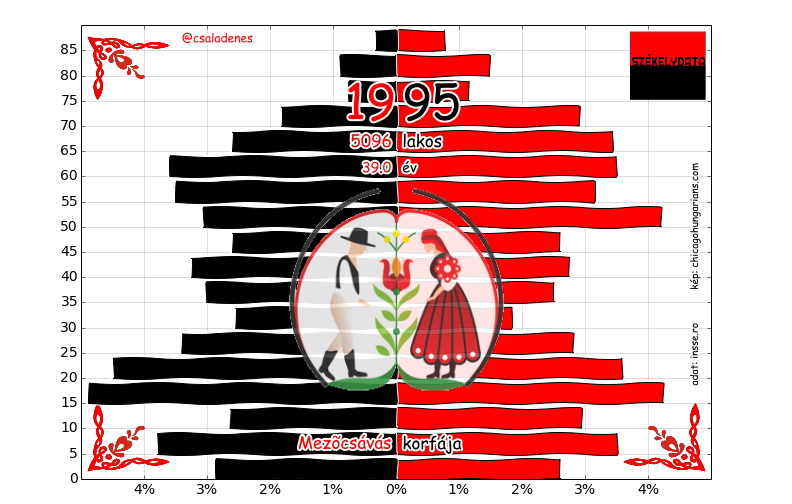 @csaladenes
SZÉKELYDATA
1995
5096 lakos
39.0 év
Mezőcsávás korfája
kép: chicagohungarians.com
adat: insse.ro
85
80
75
70
65
60
55
50
45
40
35
30
25
20
15
10
5
0
4% 3% 2% 1% 0% 1% 2% 3% 4%